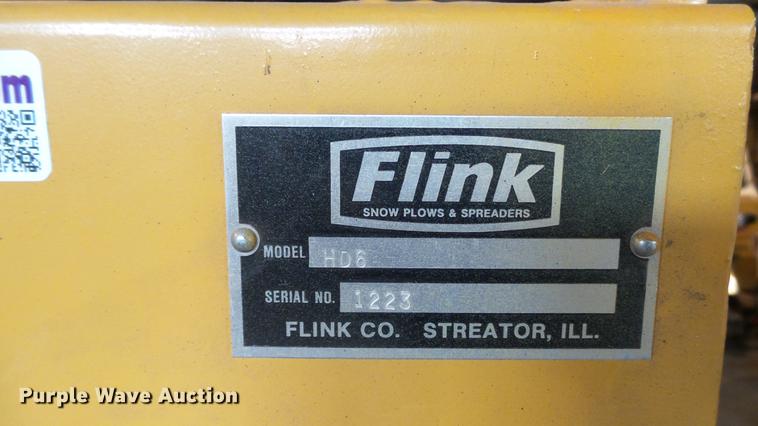 m
Flink
SNOW PLOWS & SPREADERS
MODEL HD6
SERIAL NO. 1223
FLINK CO. STREATOR, ILL.
Purple Wave Auction